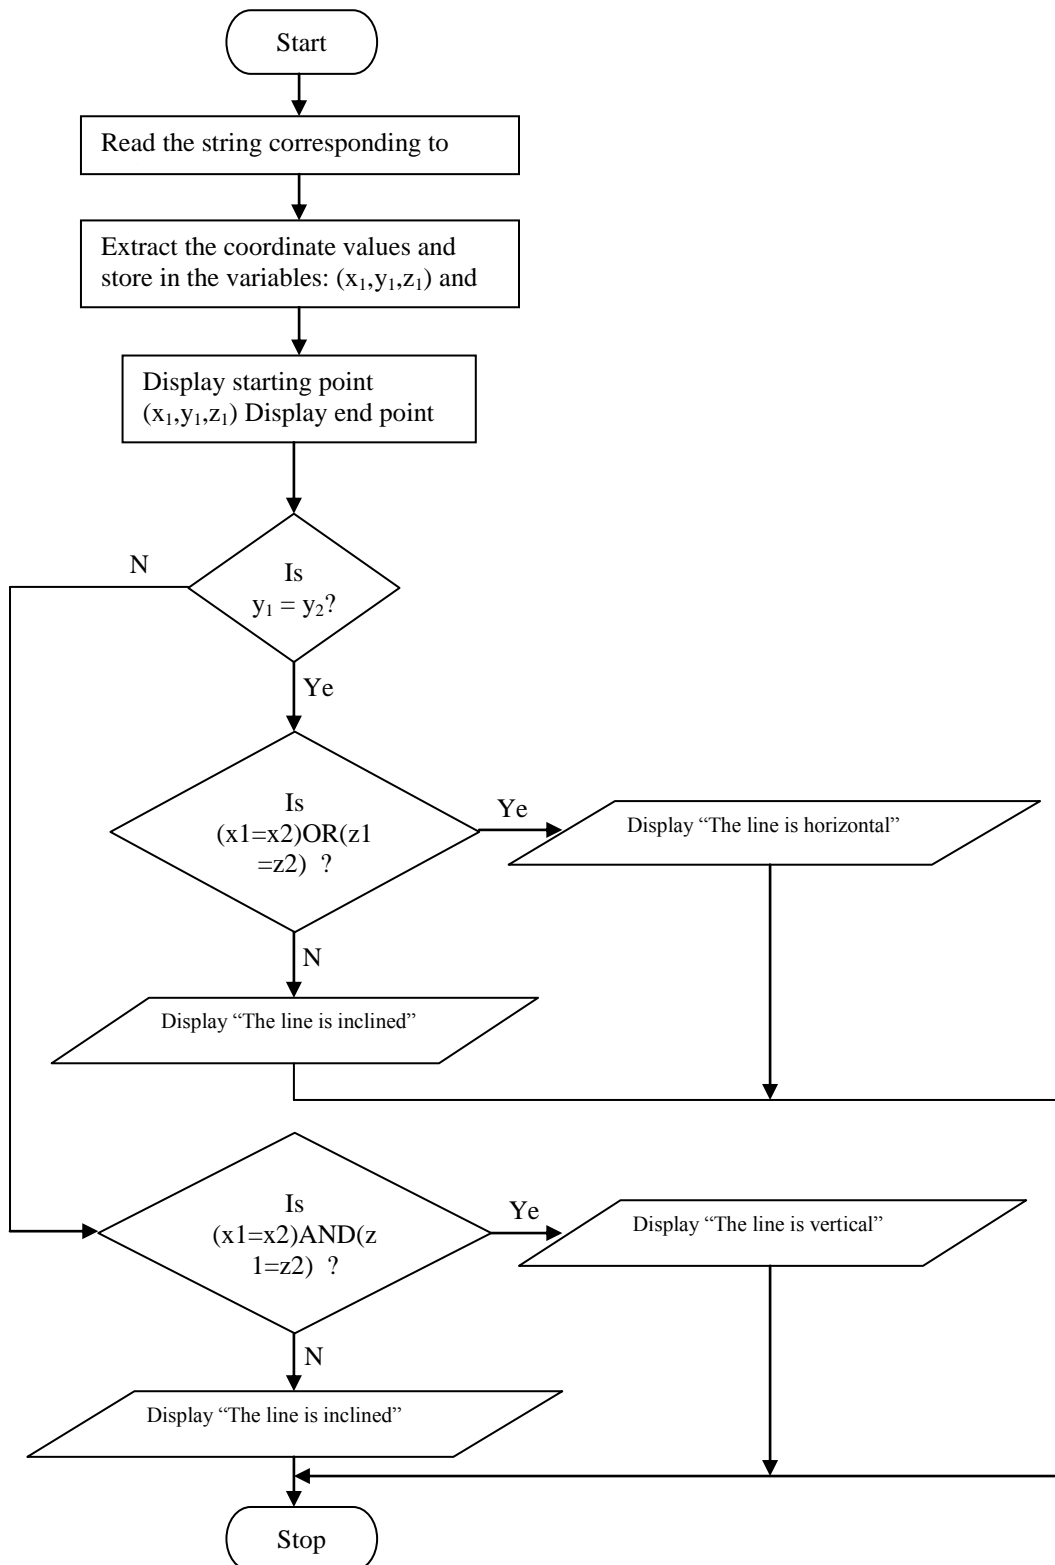 Start
Read the string corresponding to
Extract the coordinate values and
store in the variables: (x₁,y₁,z₁) and
Display starting point
(x₁,y₁,z₁) Display end point
N
Is
y₁ = y₂?
Ye
Is
(x1=x2)OR(z1
=z2) ?
Ye
Display “The line is horizontal”
N
Display “The line is inclined”
Is
(x1=x2)AND(z
1=z2) ?
Ye
Display “The line is vertical”
N
Display “The line is inclined”
Stop